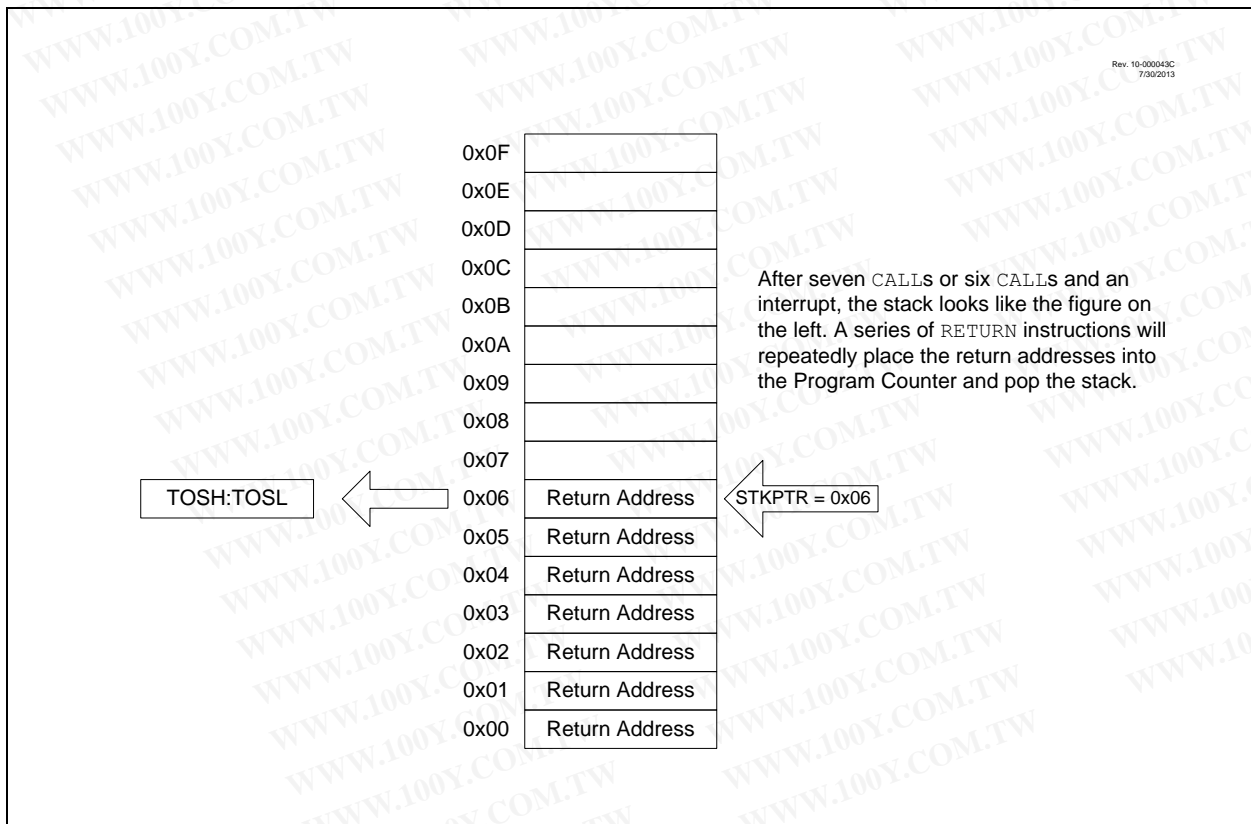 Rev. 10-000043C
7/30/2013
0x0F
0x0E
0x0D
0x0C
0x0B
0x0A
0x09
0x08
0x07
TOSH:TOSL 0x06 Return Address STKPTR = 0x06
0x05 Return Address
0x04 Return Address
0x03 Return Address
0x02 Return Address
0x01 Return Address
0x00 Return Address
After seven CALLs or six CALLs and an
interrupt, the stack looks like the figure on
the left. A series of RETURN instructions will
repeatedly place the return addresses into
the Program Counter and pop the stack.
WWW.100Y.COM.TW